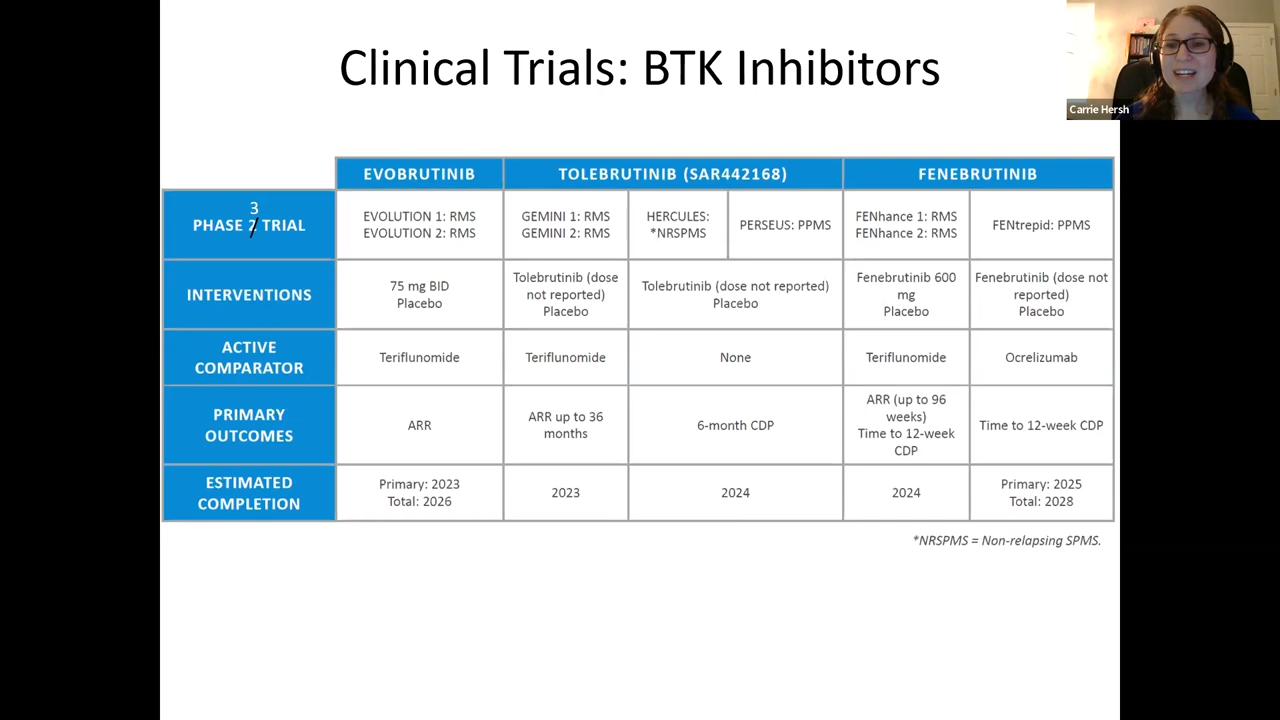 Clinical Trials: BTK Inhibitors
Carrie Hersh
EVOBRUTINIB
TOLEBRUTINIB (SAR442168)
FENEBRUTINIB
3
PHASE 2 TRIAL
EVOLUTION 1: RMS
EVOLUTION 2: RMS
GEMINI 1: RMS
GEMINI 2: RMS
HERCULES:
*NRSPMS
PERSEUS: PPMS
FENhance 1: RMS
FENhance 2: RMS
FENtrepid: PPMS
INTERVENTIONS
75 mg BID
Placebo
Tolebrutinib (dose
not reported)
Placebo
Tolebrutinib (dose not reported)
Placebo
Fenebrutinib 600
mg
Placebo
Fenebrutinib (dose not
reported)
Placebo
ACTIVE
COMPARATOR
Teriflunomide
Teriflunomide
None
Teriflunomide
Ocrelizumab
PRIMARY
OUTCOMES
ARR
ARR up to 36
months
6-month CDP
ARR (up to 96
weeks)
Time to 12-week
CDP
Time to 12-week CDP
ESTIMATED
COMPLETION
Primary: 2023
Total: 2026
2023
2024
2024
Primary: 2025
Total: 2028
*NRSPMS = Non-relapsing SPMS.